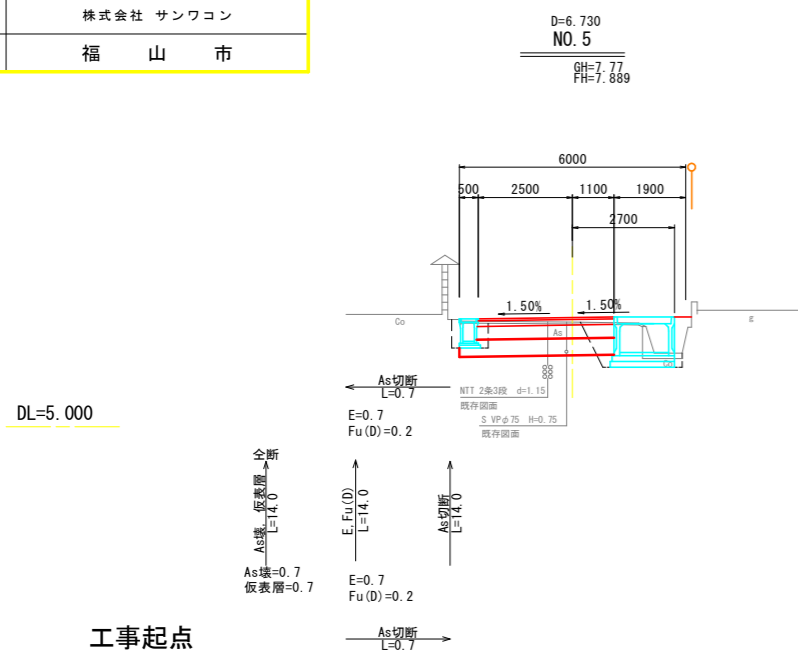 株式会社 サンワコン
福 山 市
D=6.730
NO.5
GH=7.77
FH=7.889
6000
500 2500 1100 1900
2700
1.50% 1.50%
Co
As
g
Co
As切断
L=0.7
NTT 2条3段 d=1.15
既存図面
S VPφ75 H=0.75
既存図面
DL=5.000
E=0.7
Fu(D)=0.2
仝断
As壊, 仮表層
L=14.0
E,Fu(D)
L=14.0
As切断
L=14.0
As壊=0.7
仮表層=0.7
E=0.7
Fu(D)=0.2
工事起点
As切断
L=0.7